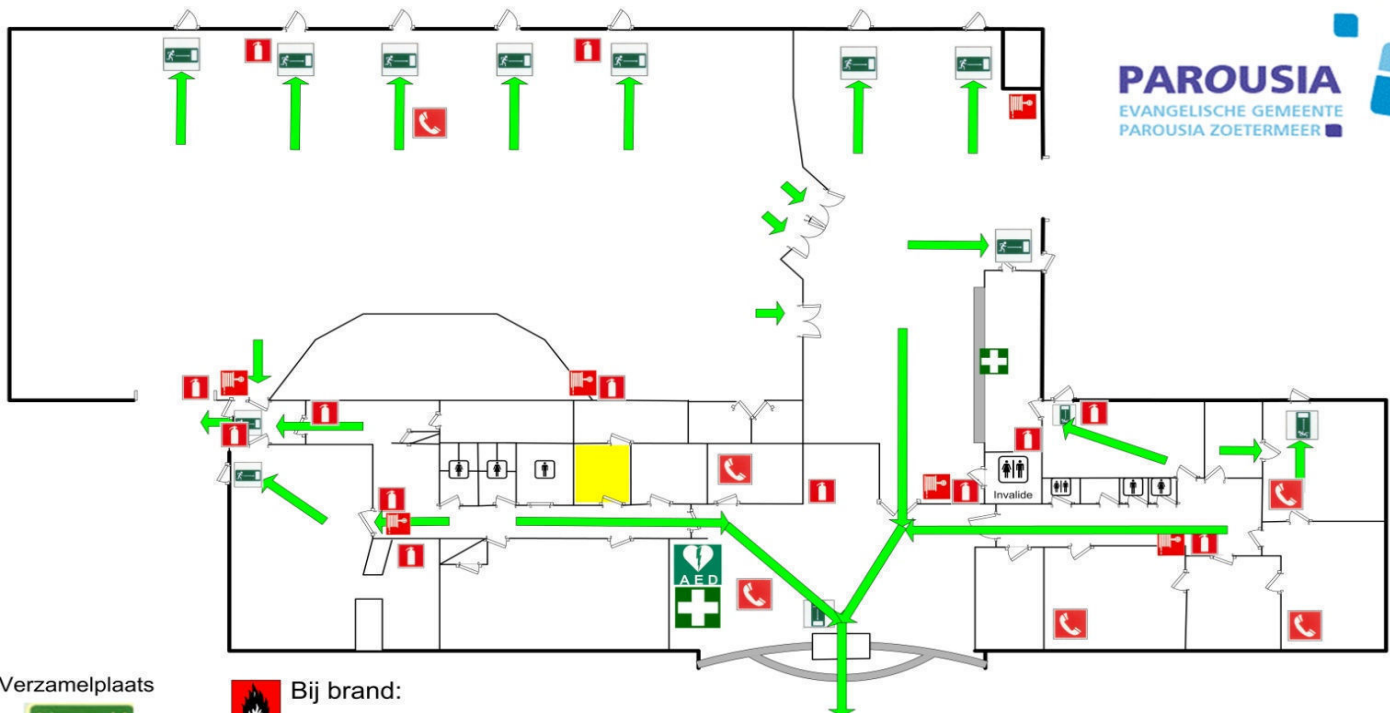 PAROUSIA
EVANGELISCHE GEMEENTE
PAROUSIA ZOETERMEER
Invalide
AED
Verzamelplaats
Bij brand: